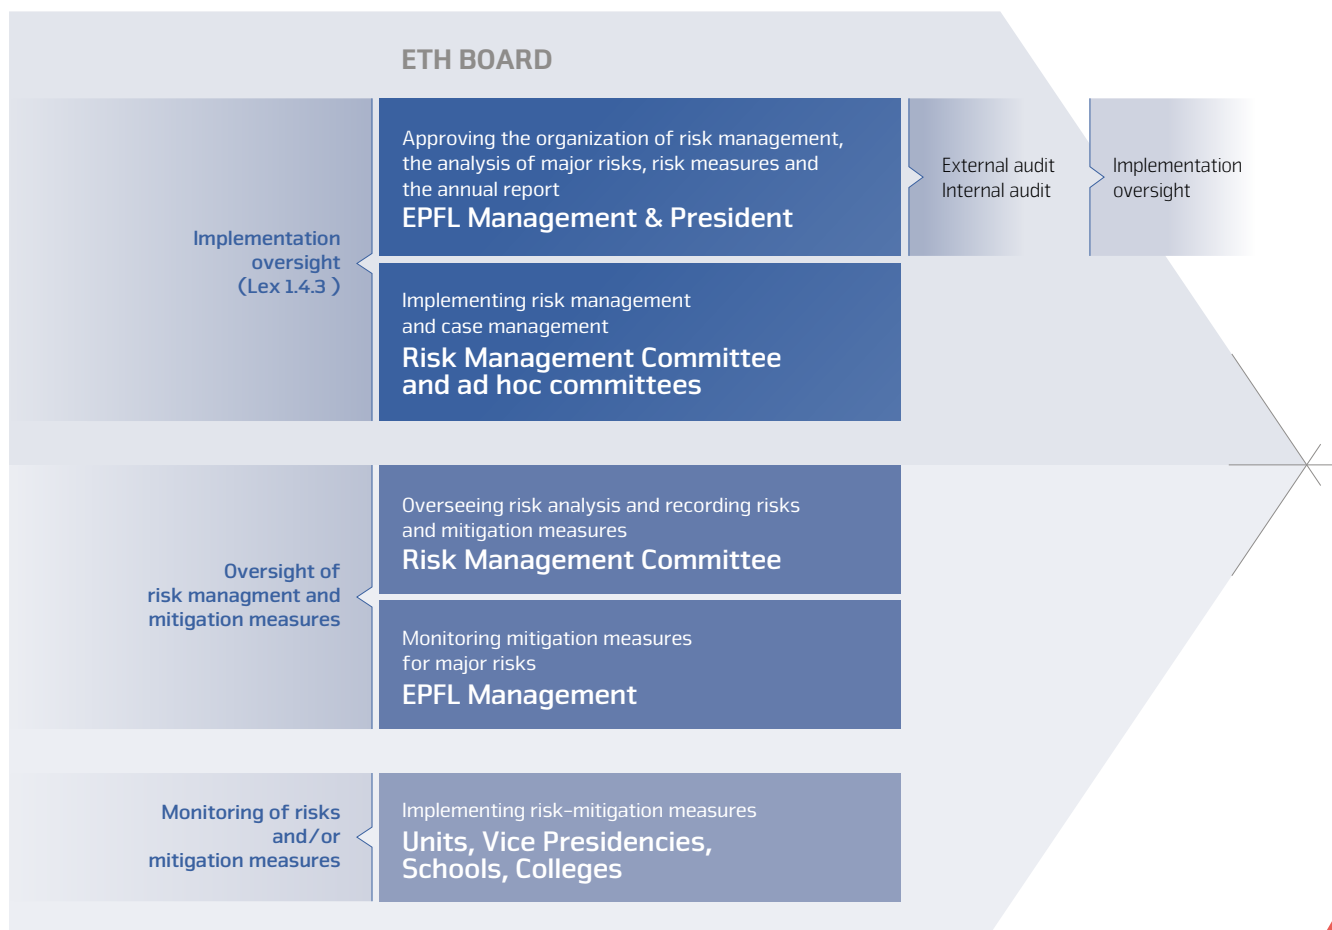 ETH BOARD
Implementation
oversight
(Lex 1.4.3 )
Approving the organization of risk management,
the analysis of major risks, risk measures and
the annual report
EPFL Management & President
External audit
Internal audit
Implementation
oversight
Implementing risk management
and case management
Risk Management Committee
and ad hoc committees
Oversight of
risk managment and
mitigation measures
Overseeing risk analysis and recording risks
and mitigation measures
Risk Management Committee
Monitoring mitigation measures
for major risks
EPFL Management
Monitoring of risks
and/or
mitigation measures
Implementing risk-mitigation measures
Units, Vice Presidencies,
Schools, Colleges